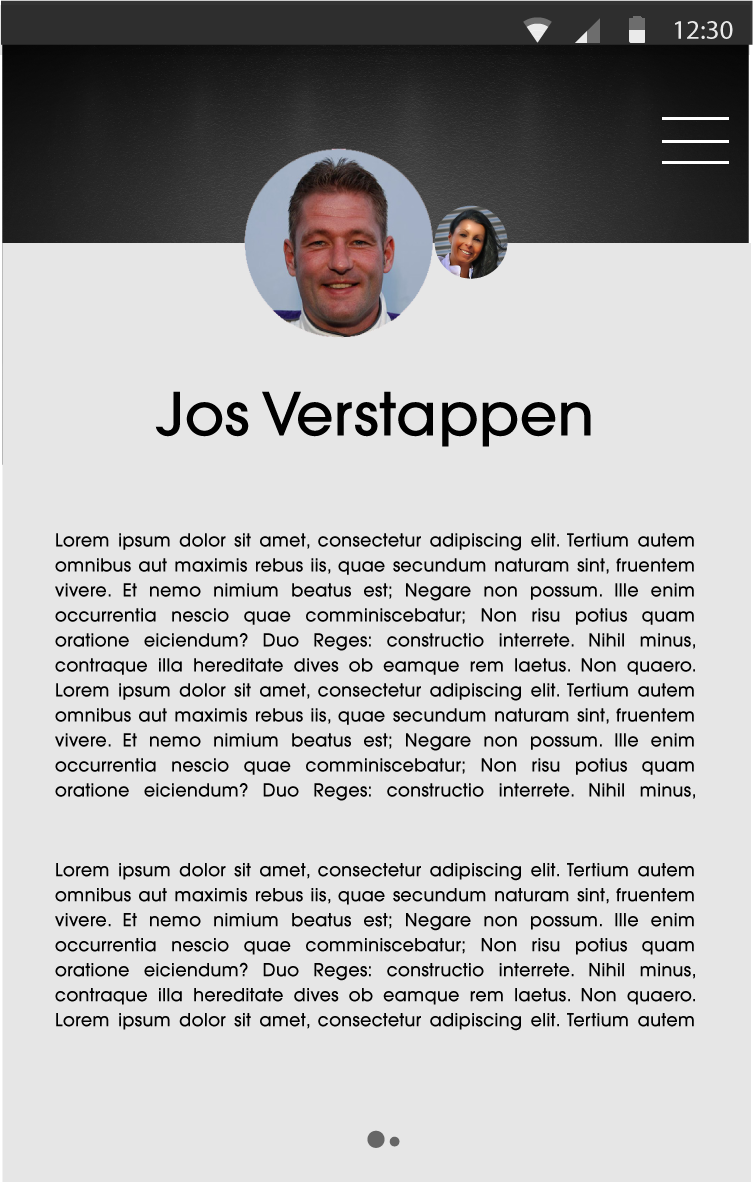 12:30
Jos Verstappen
Lorem ipsum dolor sit amet, consectetur adipiscing elit. Tertium autem
omnibus aut maximis rebus iis, quae secundum naturam sint, fruentem
vivere. Et nemo nimium beatus est; Negare non possum. Ille enim
occurrentia nescio quae comminiscebatur; Non risu potius quam
oratione eiciendum? Duo Reges: constructio interrete. Nihil minus,
contraque illa hereditate dives ob eamque rem laetus. Non quaero.
Lorem ipsum dolor sit amet, consectetur adipiscing elit. Tertium autem
omnibus aut maximis rebus iis, quae secundum naturam sint, fruentem
vivere. Et nemo nimium beatus est; Negare non possum. Ille enim
occurrentia nescio quae comminiscebatur; Non risu potius quam
oratione eiciendum? Duo Reges: constructio interrete. Nihil minus,
Lorem ipsum dolor sit amet, consectetur adipiscing elit. Tertium autem
omnibus aut maximis rebus iis, quae secundum naturam sint, fruentem
vivere. Et nemo nimium beatus est; Negare non possum. Ille enim
occurrentia nescio quae comminiscebatur; Non risu potius quam
oratione eiciendum? Duo Reges: constructio interrete. Nihil minus,
contraque illa hereditate dives ob eamque rem laetus. Non quaero.
Lorem ipsum dolor sit amet, consectetur adipiscing elit. Tertium autem